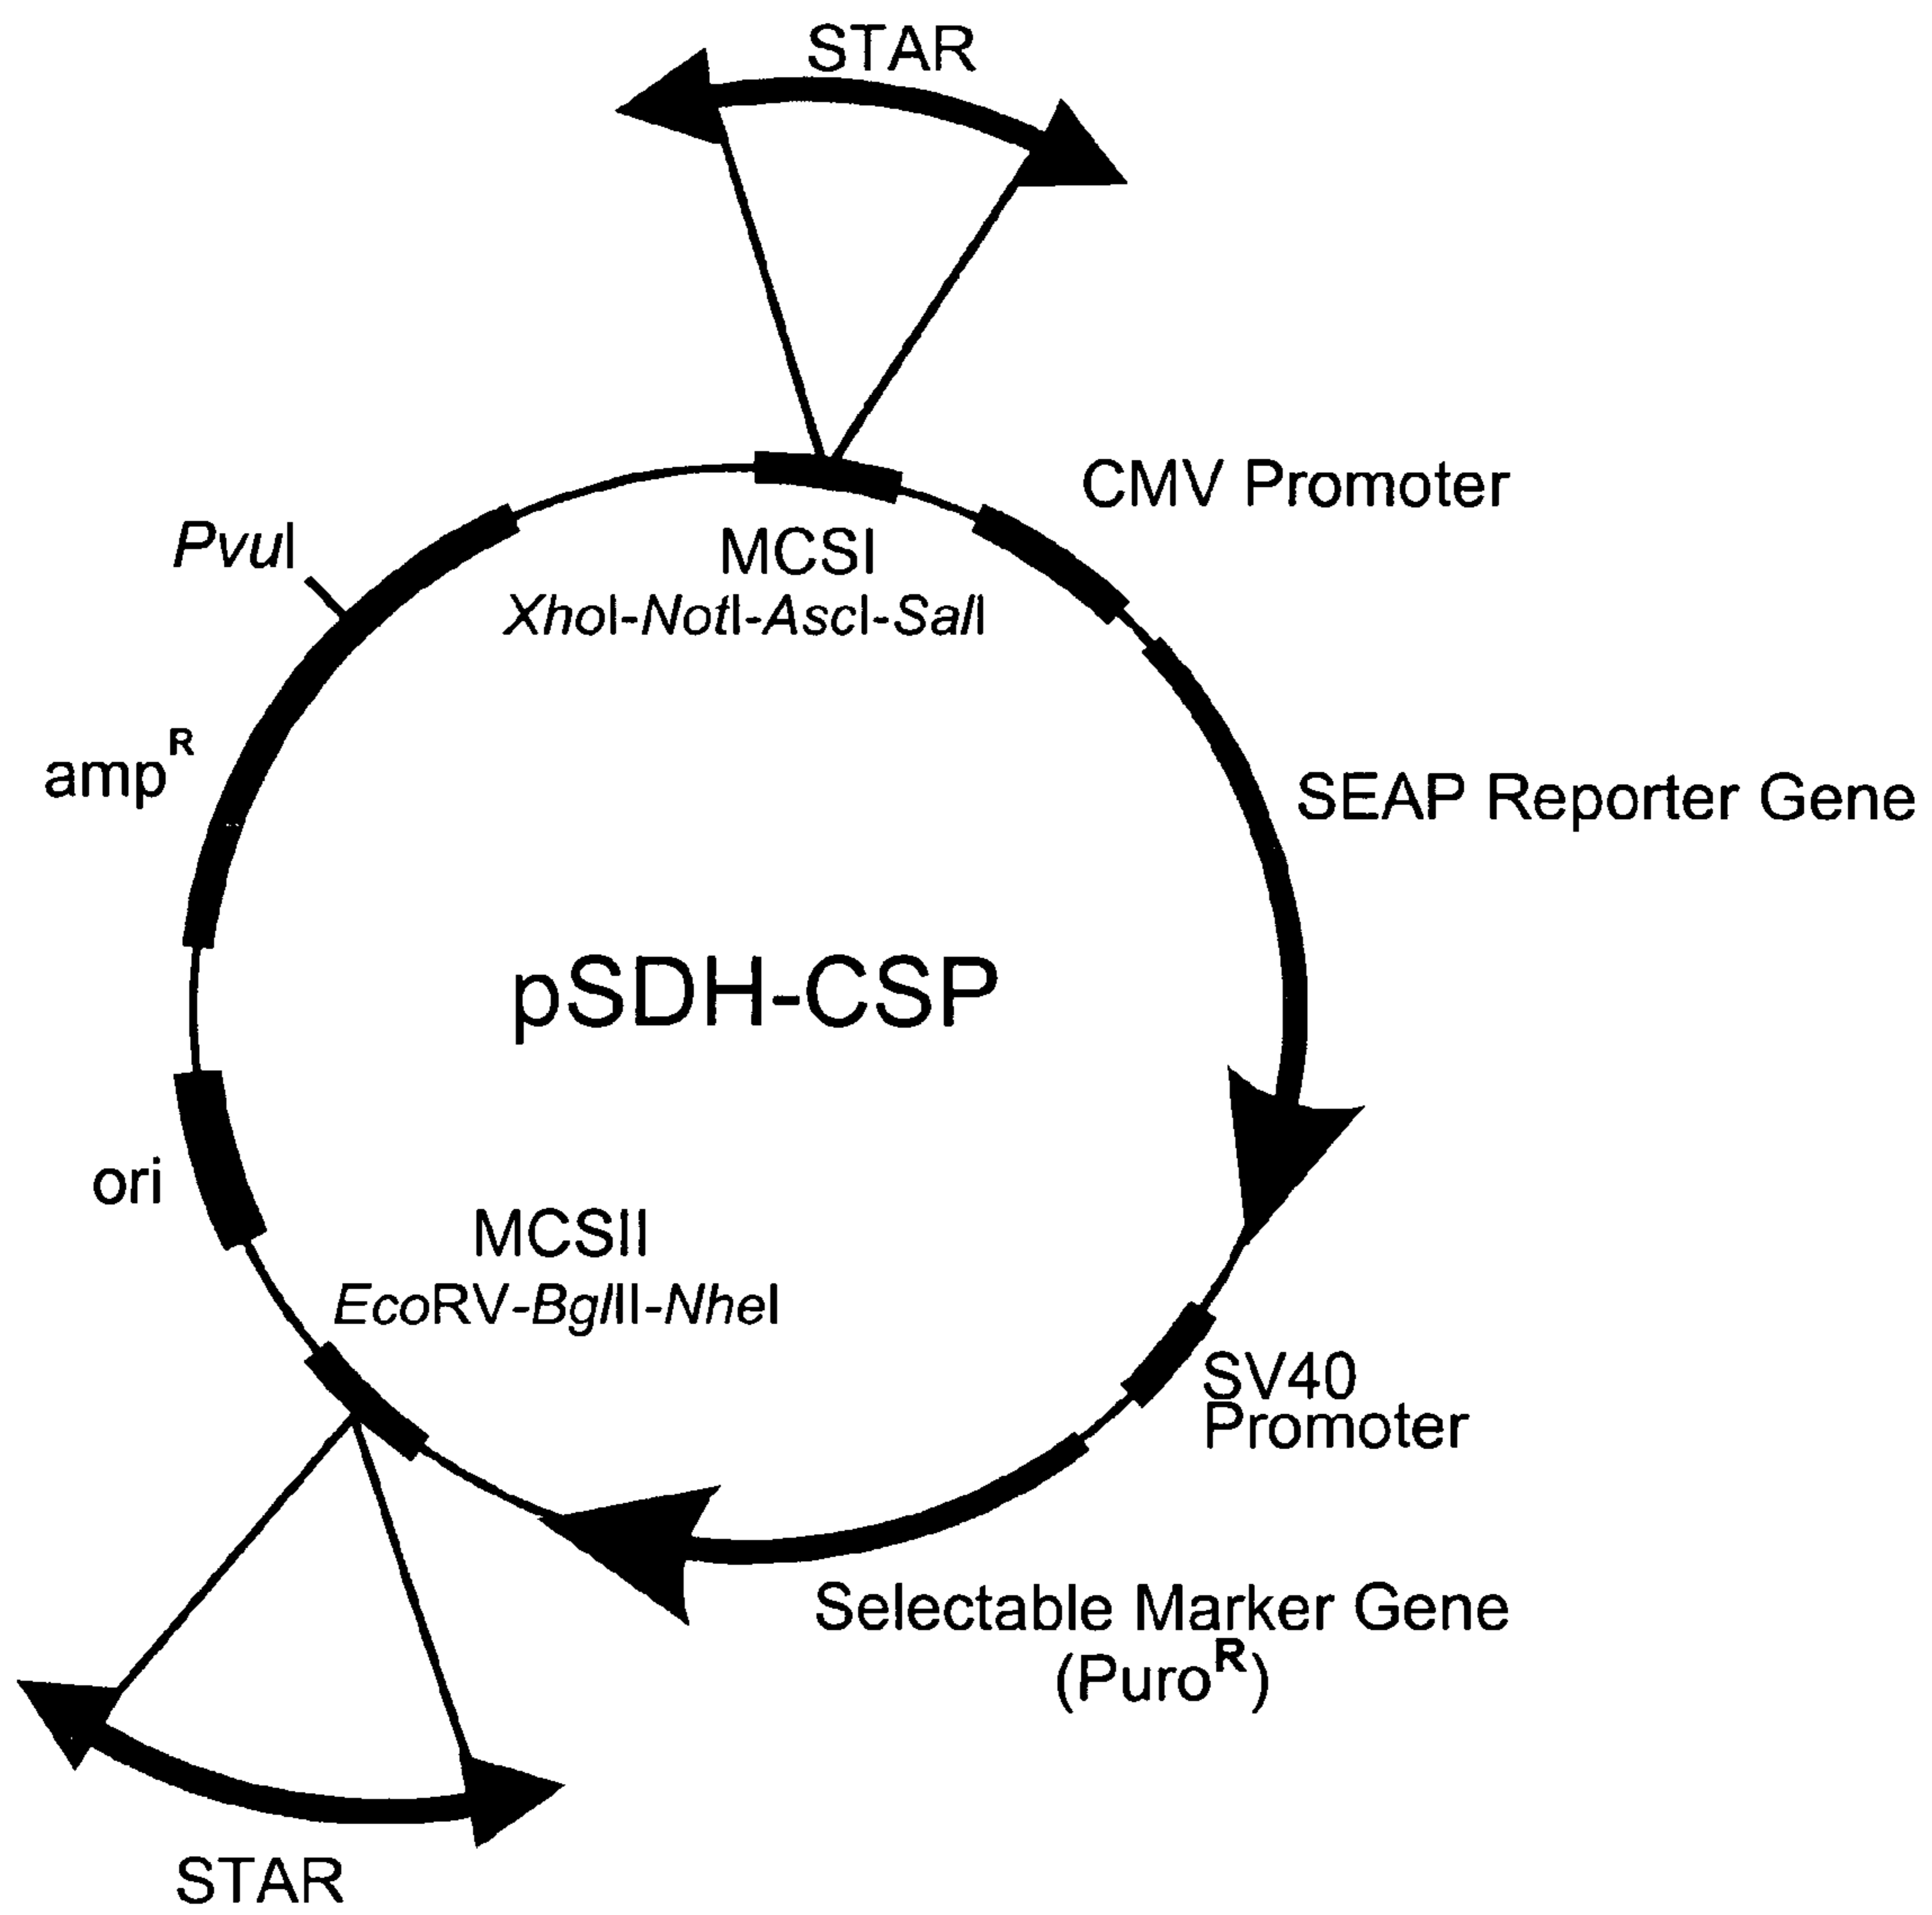 STAR
CMV Promoter
PvuI
MCSI
XhoI-NotI-AscI-SalI
ampᴿ
SEAP Reporter Gene
pSDH-CSP
ori
MCSII
EcoRV-BglII-NheI
SV40
Promoter
Selectable Marker Gene
(Puroᴿ)
STAR